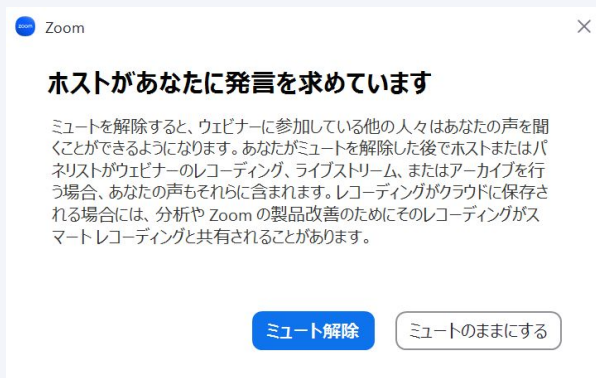 zoom
Zoom
ホストがあなたに発言を求めています
ミュートを解除すると、ウェビナーに参加している他の人々はあなたの声を聞
くことができるようになります。あなたがミュートを解除した後でホストまたはパ
ネリストがウェビナーのレコーディング、ライブストリーム、またはアーカイブを行
う場合、あなたの声もそれらに含まれます。レコーディングがクラウドに保存さ
れる場合には、分析や Zoom の製品改善のためにそのレコーディングがス
マート レコーディングと共有されることがあります。
ミュート解除
ミュートのままにする